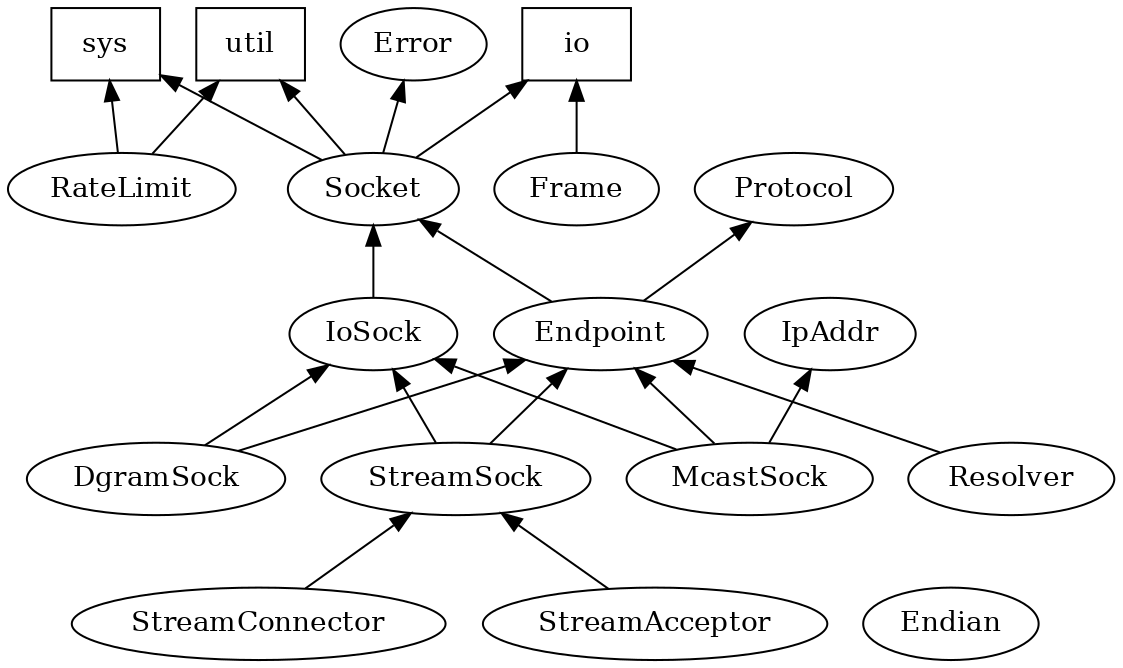 sys
util
Error
io
RateLimit
Socket
Frame
Protocol
IoSock
Endpoint
IpAddr
DgramSock
StreamSock
McastSock
Resolver
StreamConnector
StreamAcceptor
Endian